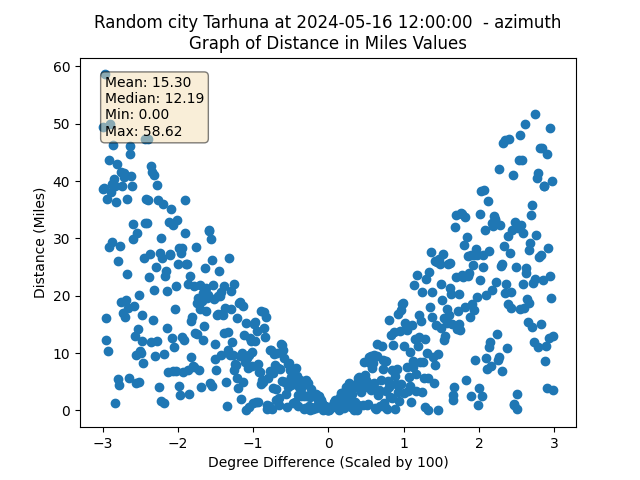 Random city Tarhuna at 2024-05-16 12:00:00  - azimuth
Graph of Distance in Miles Values
60
50
40
30
20
10
0
Distance (Miles)
Mean: 15.30
Median: 12.19
Min: 0.00
Max: 58.62
−3
−2
−1
0
1
2
3
Degree Difference (Scaled by 100)